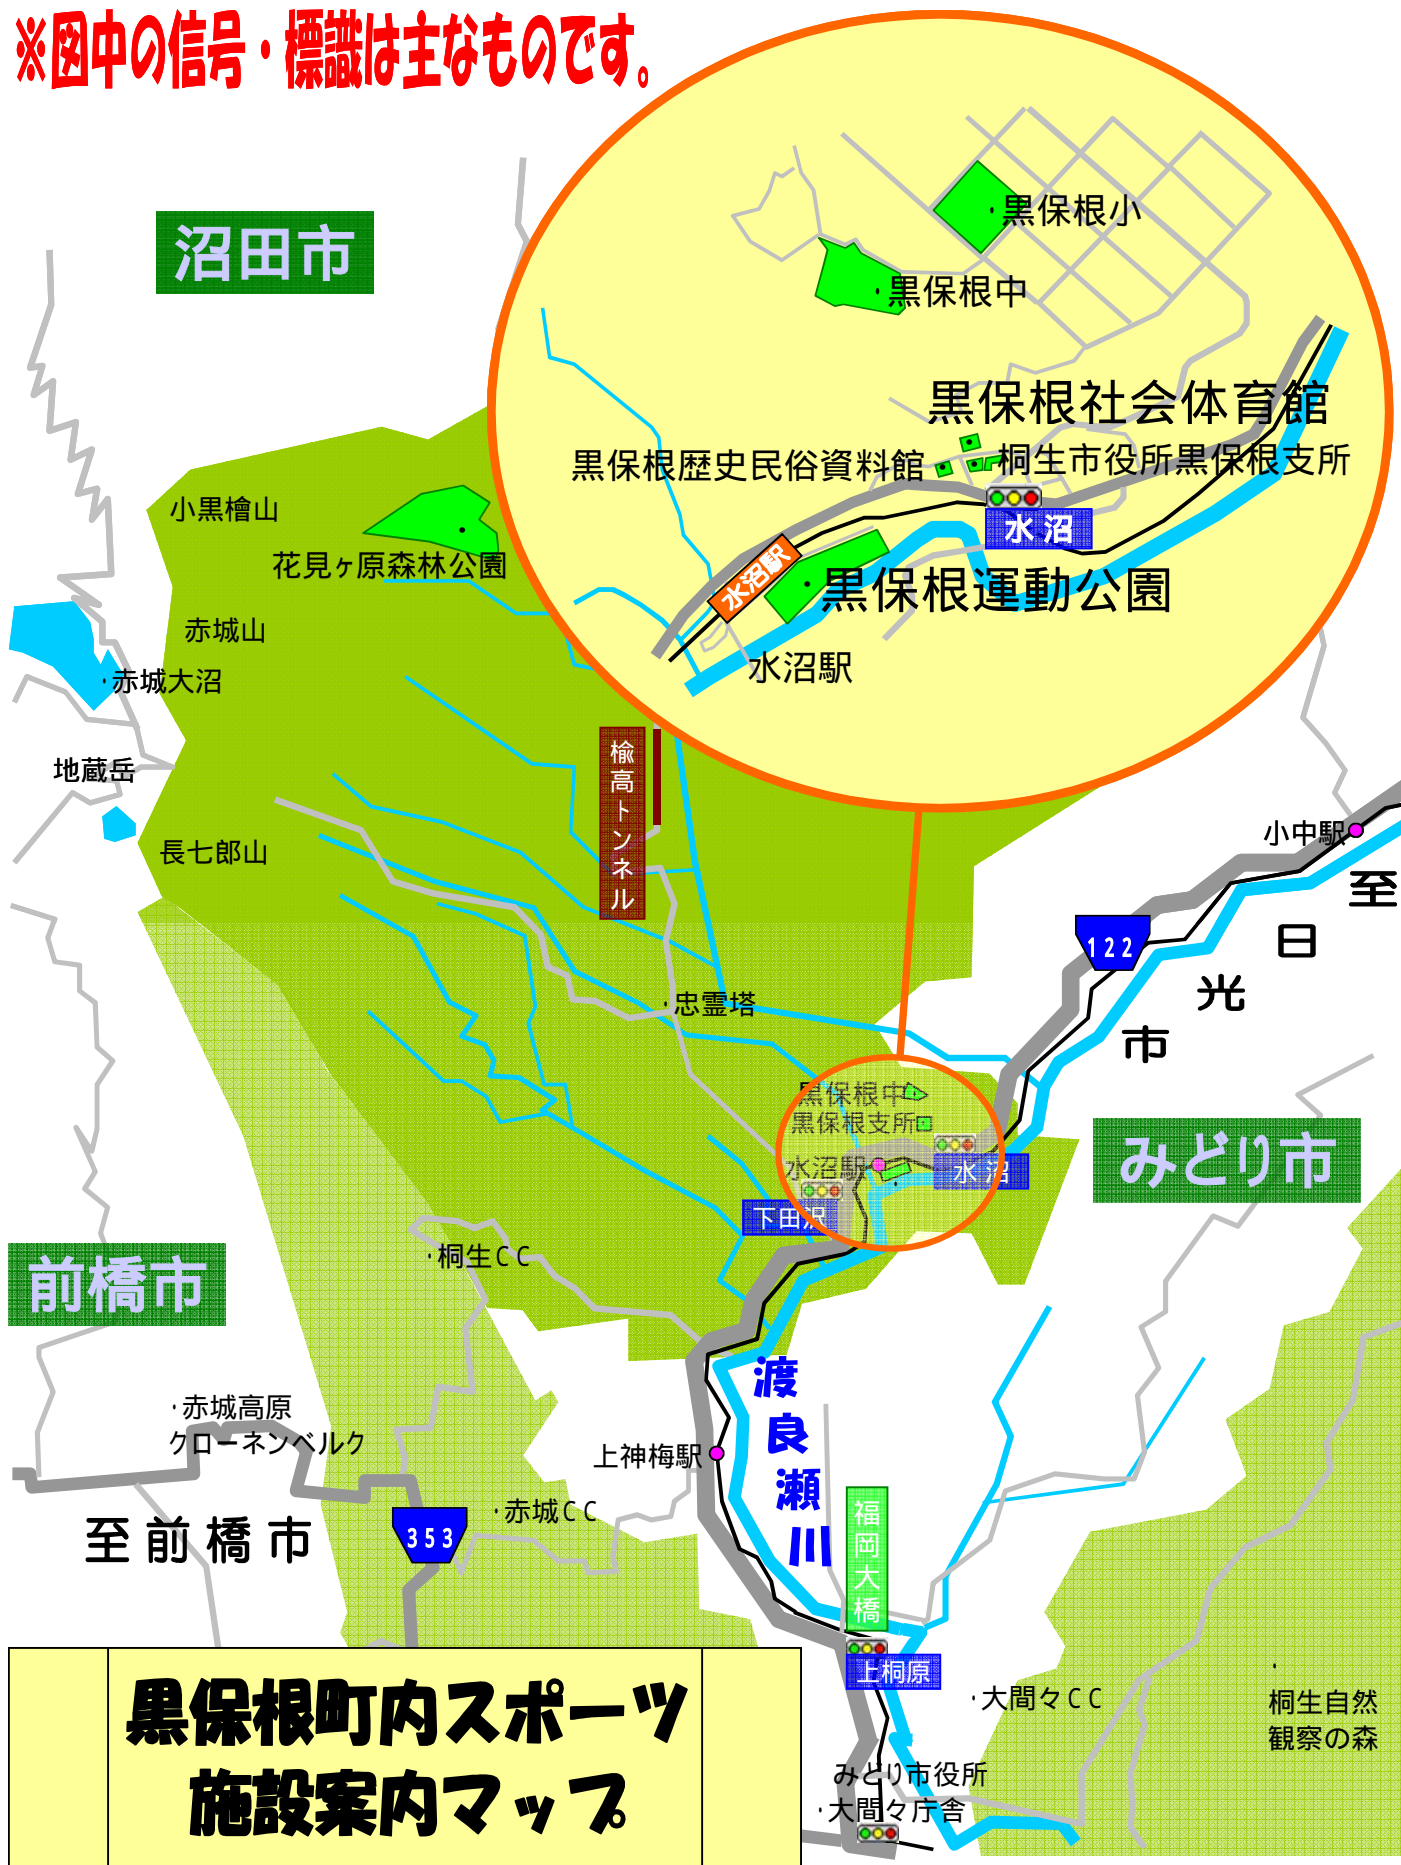 ※図中の信号・標識は主なものです。
沼田市
・黒保根小
・黒保根中
黒保根社会体育館
黒保根歴史民俗資料館
桐生市役所黒保根支所
水沼
水沼駅
黒保根運動公園
水沼駅
小黒檜山
花見ヶ原森林公園
赤城山
・赤城大沼
地蔵岳
長七郎山
楡高トンネル
小中駅
至日光市
122
・忠霊塔
黒保根中
黒保根支所
水沼駅
水沼
下田沢
みどり市
前橋市
・桐生CC
・赤城高原
クローネンベルク
上神梅駅
渡良瀬川
353
・赤城CC
至前橋市
福岡大橋
上桐原
・大間々CC
・
桐生自然
観察の森
みどり市役所
・大間々庁舎
黒保根町内スポーツ
施設案内マップ